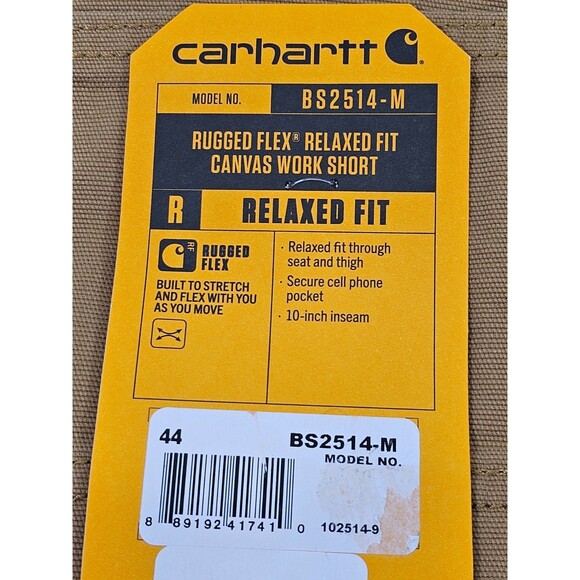 carhartt
MODEL NO. BS2514-M
RUGGED FLEX® RELAXED FIT
CANVAS WORK SHORT
R RELAXED FIT
RF
RUGGED
FLEX
BUILT TO STRETCH
AND FLEX WITH YOU
AS YOU MOVE
· Relaxed fit through
seat and thigh
· Secure cell phone
pocket
· 10-inch inseam
44 BS2514-M
MODEL NO.
8 89192 41741 0 102514-9